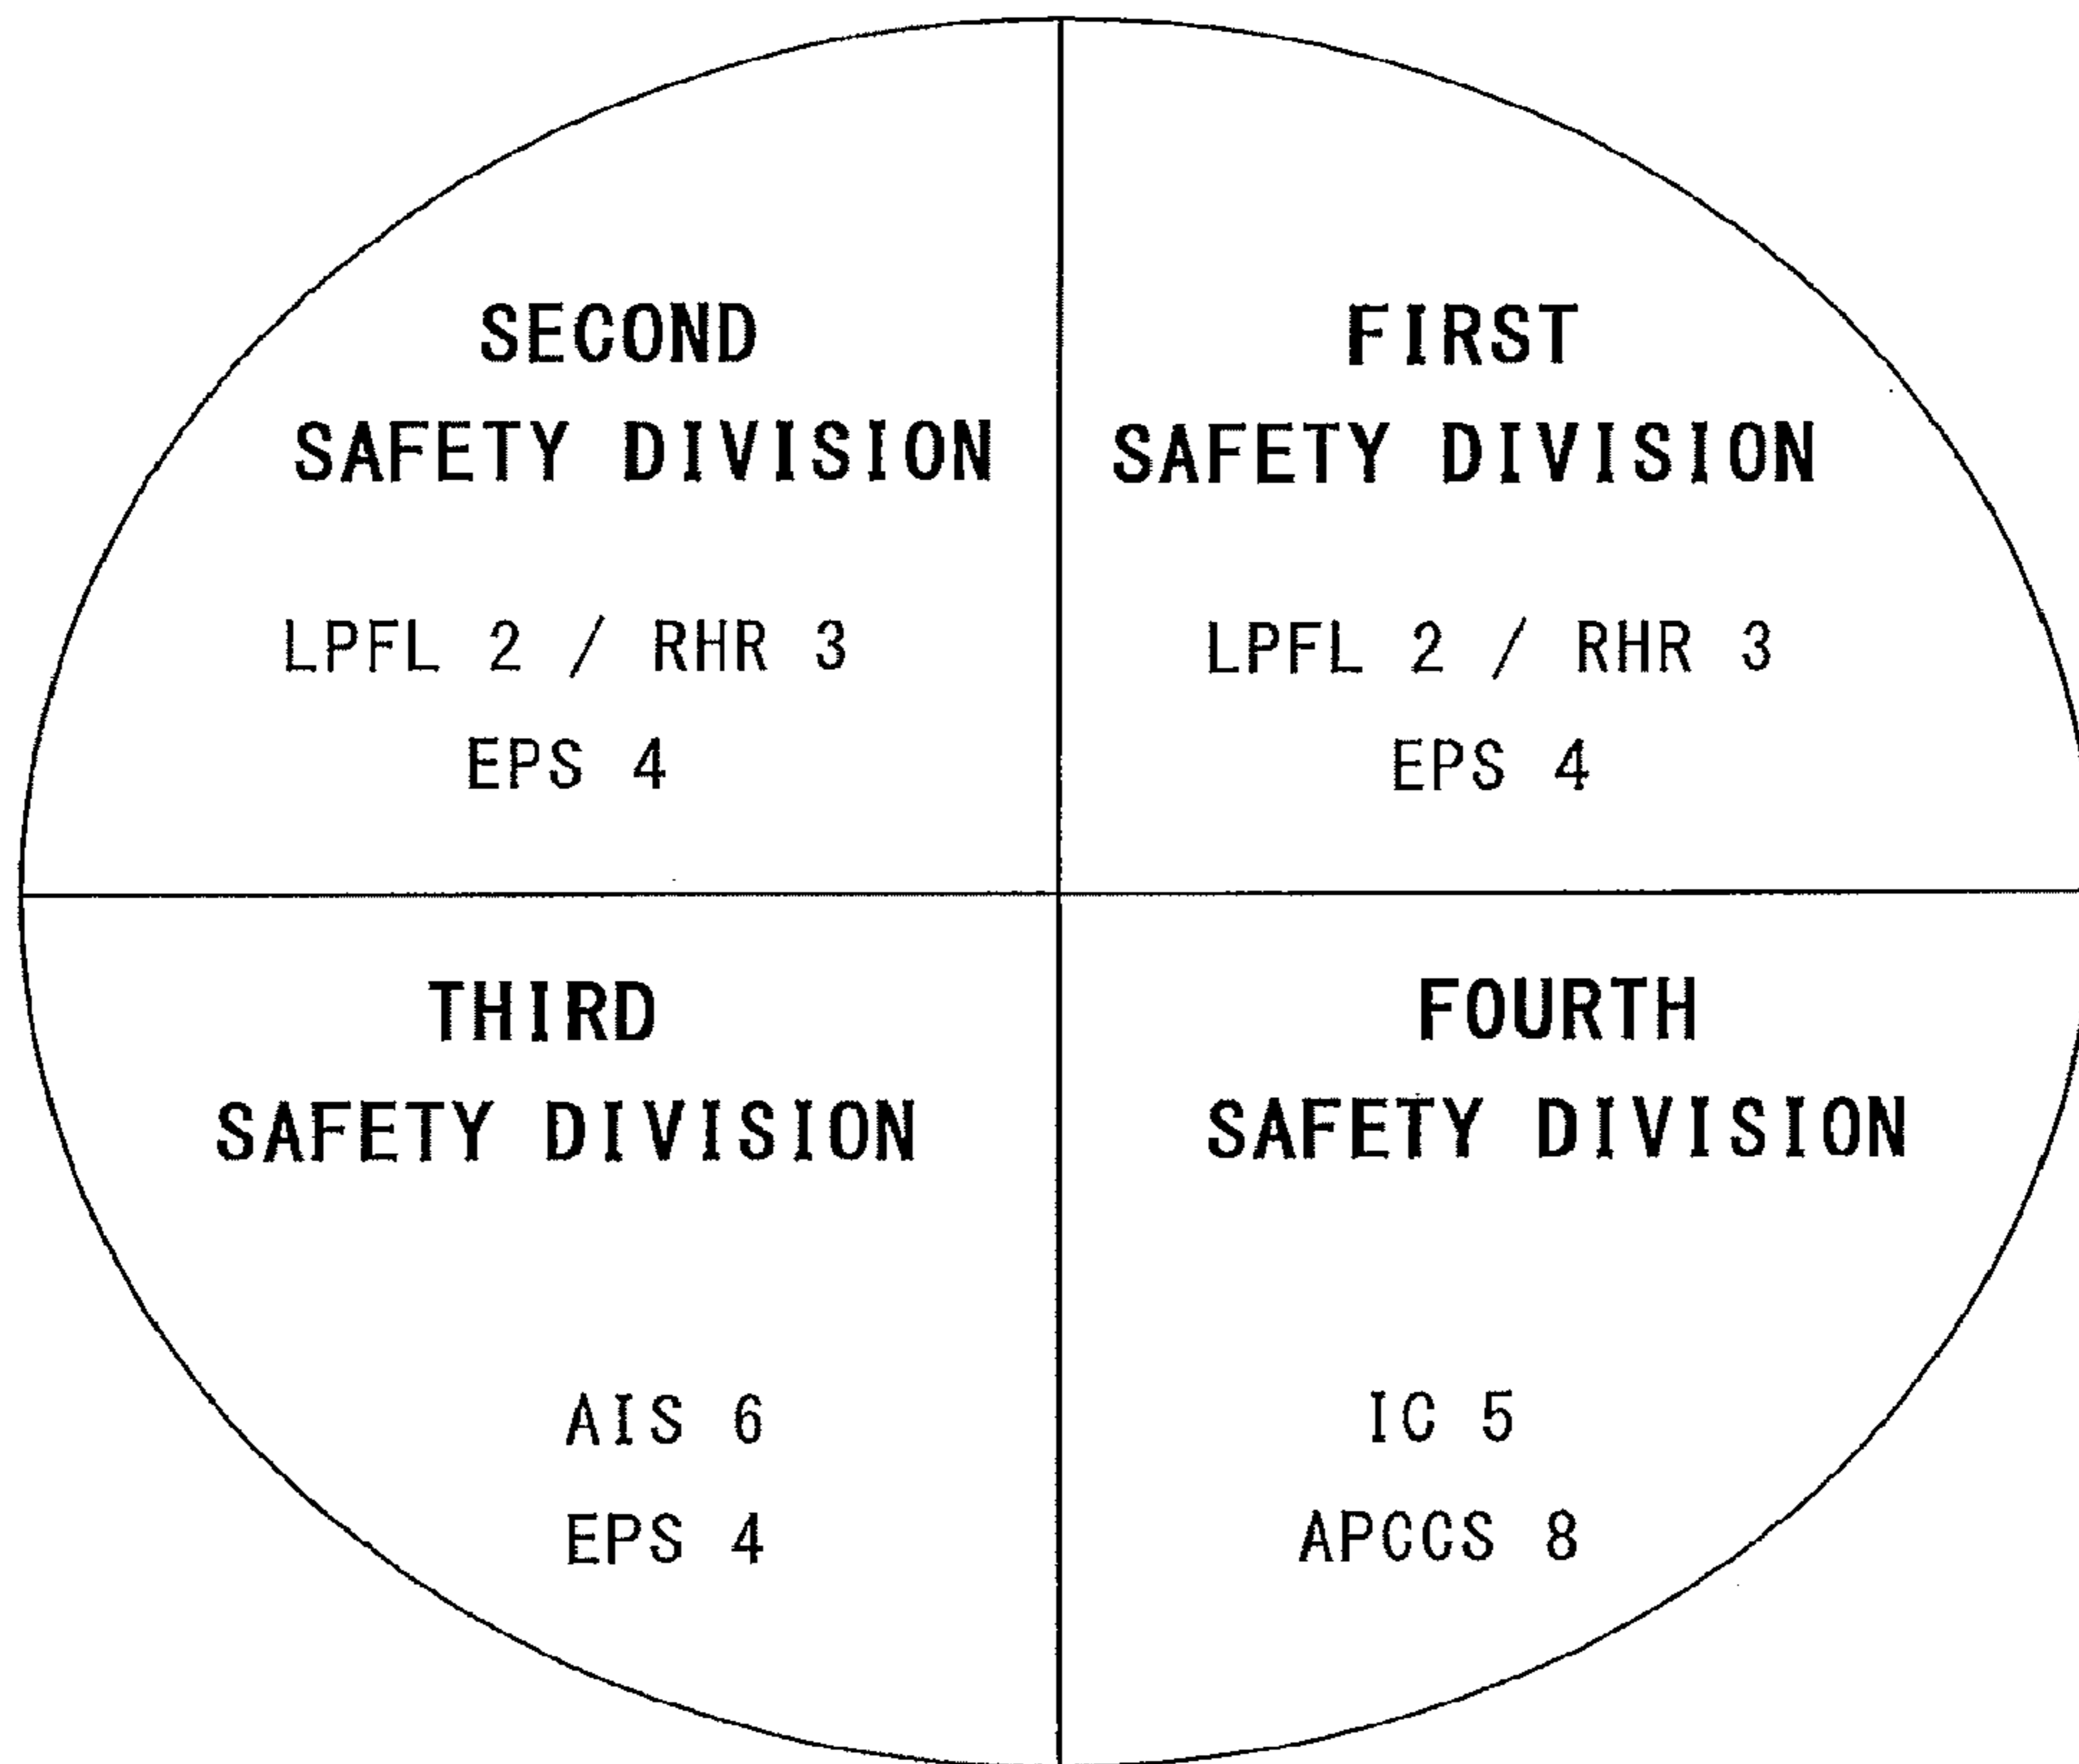 SECOND
SAFETY DIVISION
LPFL 2 / RHR 3
EPS 4
FIRST
SAFETY DIVISION
LPFL 2 / RHR 3
EPS 4
THIRD
SAFETY DIVISION
AIS 6
EPS 4
FOURTH
SAFETY DIVISION
IC 5
APCCS 8